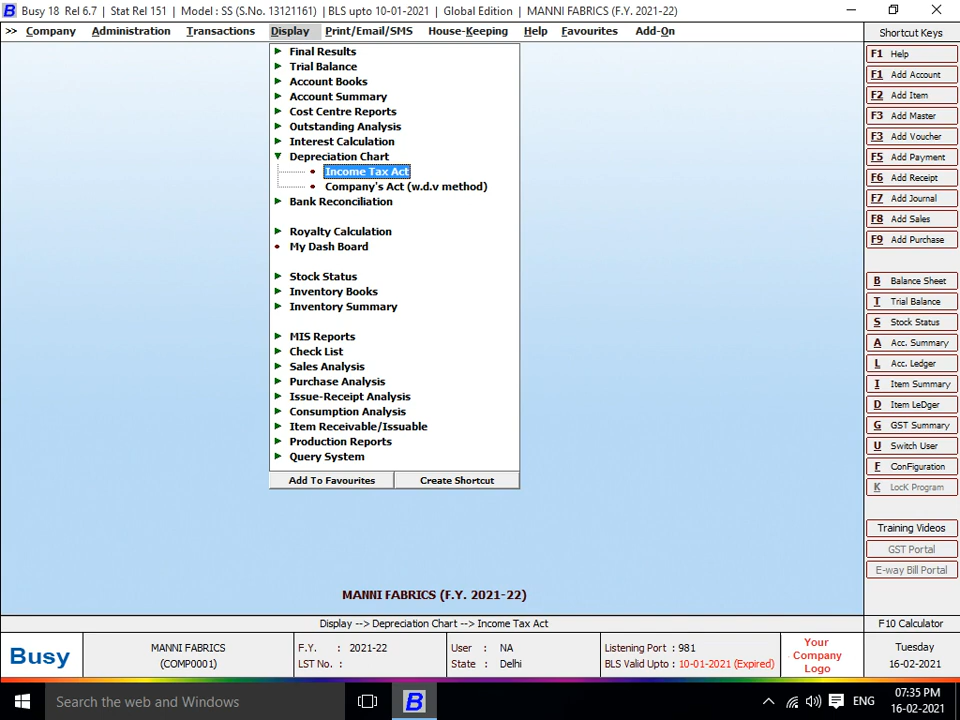 B Busy 18 Rel 6.7 | Stat Rel 151 | Model : SS (S.No. 13121161) | BLS upto 10-01-2021 | Global Edition | MANNI FABRICS (F.Y. 2021-22)
>> Company Administration Transactions Display Print/Email/SMS House-Keeping Help Favourites Add-On
Shortcut Keys
Final Results
Trial Balance
Account Books
Account Summary
Cost Centre Reports
Outstanding Analysis
Interest Calculation
Depreciation Chart
Income Tax Act
Company's Act (w.d.v method)
Bank Reconciliation
Royalty Calculation
My Dash Board
Stock Status
Inventory Books
Inventory Summary
MIS Reports
Check List
Sales Analysis
Purchase Analysis
Issue-Receipt Analysis
Consumption Analysis
Item Receivable/Issuable
Production Reports
Query System
Add To Favourites Create Shortcut
F1 Help
F1 Add Account
F2 Add Item
F3 Add Master
F3 Add Voucher
F5 Add Payment
F6 Add Receipt
F7 Add Journal
F8 Add Sales
F9 Add Purchase
B Balance Sheet
T Trial Balance
S Stock Status
A Acc. Summary
L Acc. Ledger
I Item Summary
D Item LeDger
G GST Summary
U Switch User
F ConFiguration
K LocK Program
Training Videos
GST Portal
E-way Bill Portal
MANNI FABRICS (F.Y. 2021-22)
Display --> Depreciation Chart --> Income Tax Act
F10 Calculator
Busy
MANNI FABRICS
(COMP0001)
F.Y. : 2021-22
LST No. :
User : NA
State : Delhi
Listening Port : 981
BLS Valid Upto : 10-01-2021 (Expired)
Your
Company
Logo
Tuesday
16-02-2021
Search the web and Windows
B
ENG
07:35 PM
16-02-2021